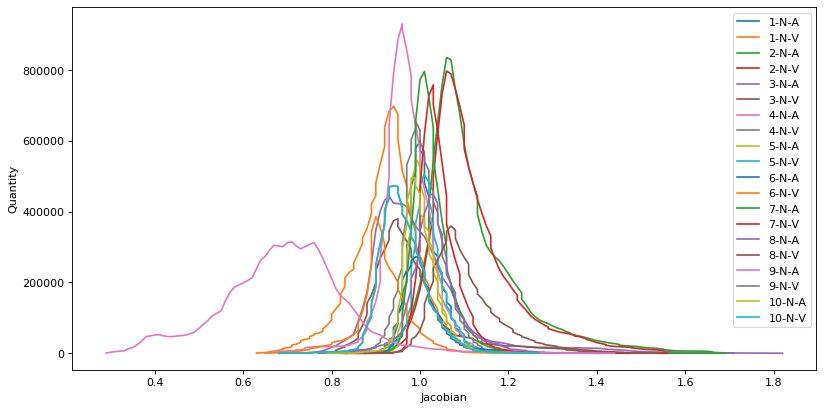 800000
600000
400000
200000
0
Quantity
0.4
0.6
0.8
1.0
1.2
1.4
1.6
1.8
Jacobian
1-N-A
1-N-V
2-N-A
2-N-V
3-N-A
3-N-V
4-N-A
4-N-V
5-N-A
5-N-V
6-N-A
6-N-V
7-N-A
7-N-V
8-N-A
8-N-V
9-N-A
9-N-V
10-N-A
10-N-V